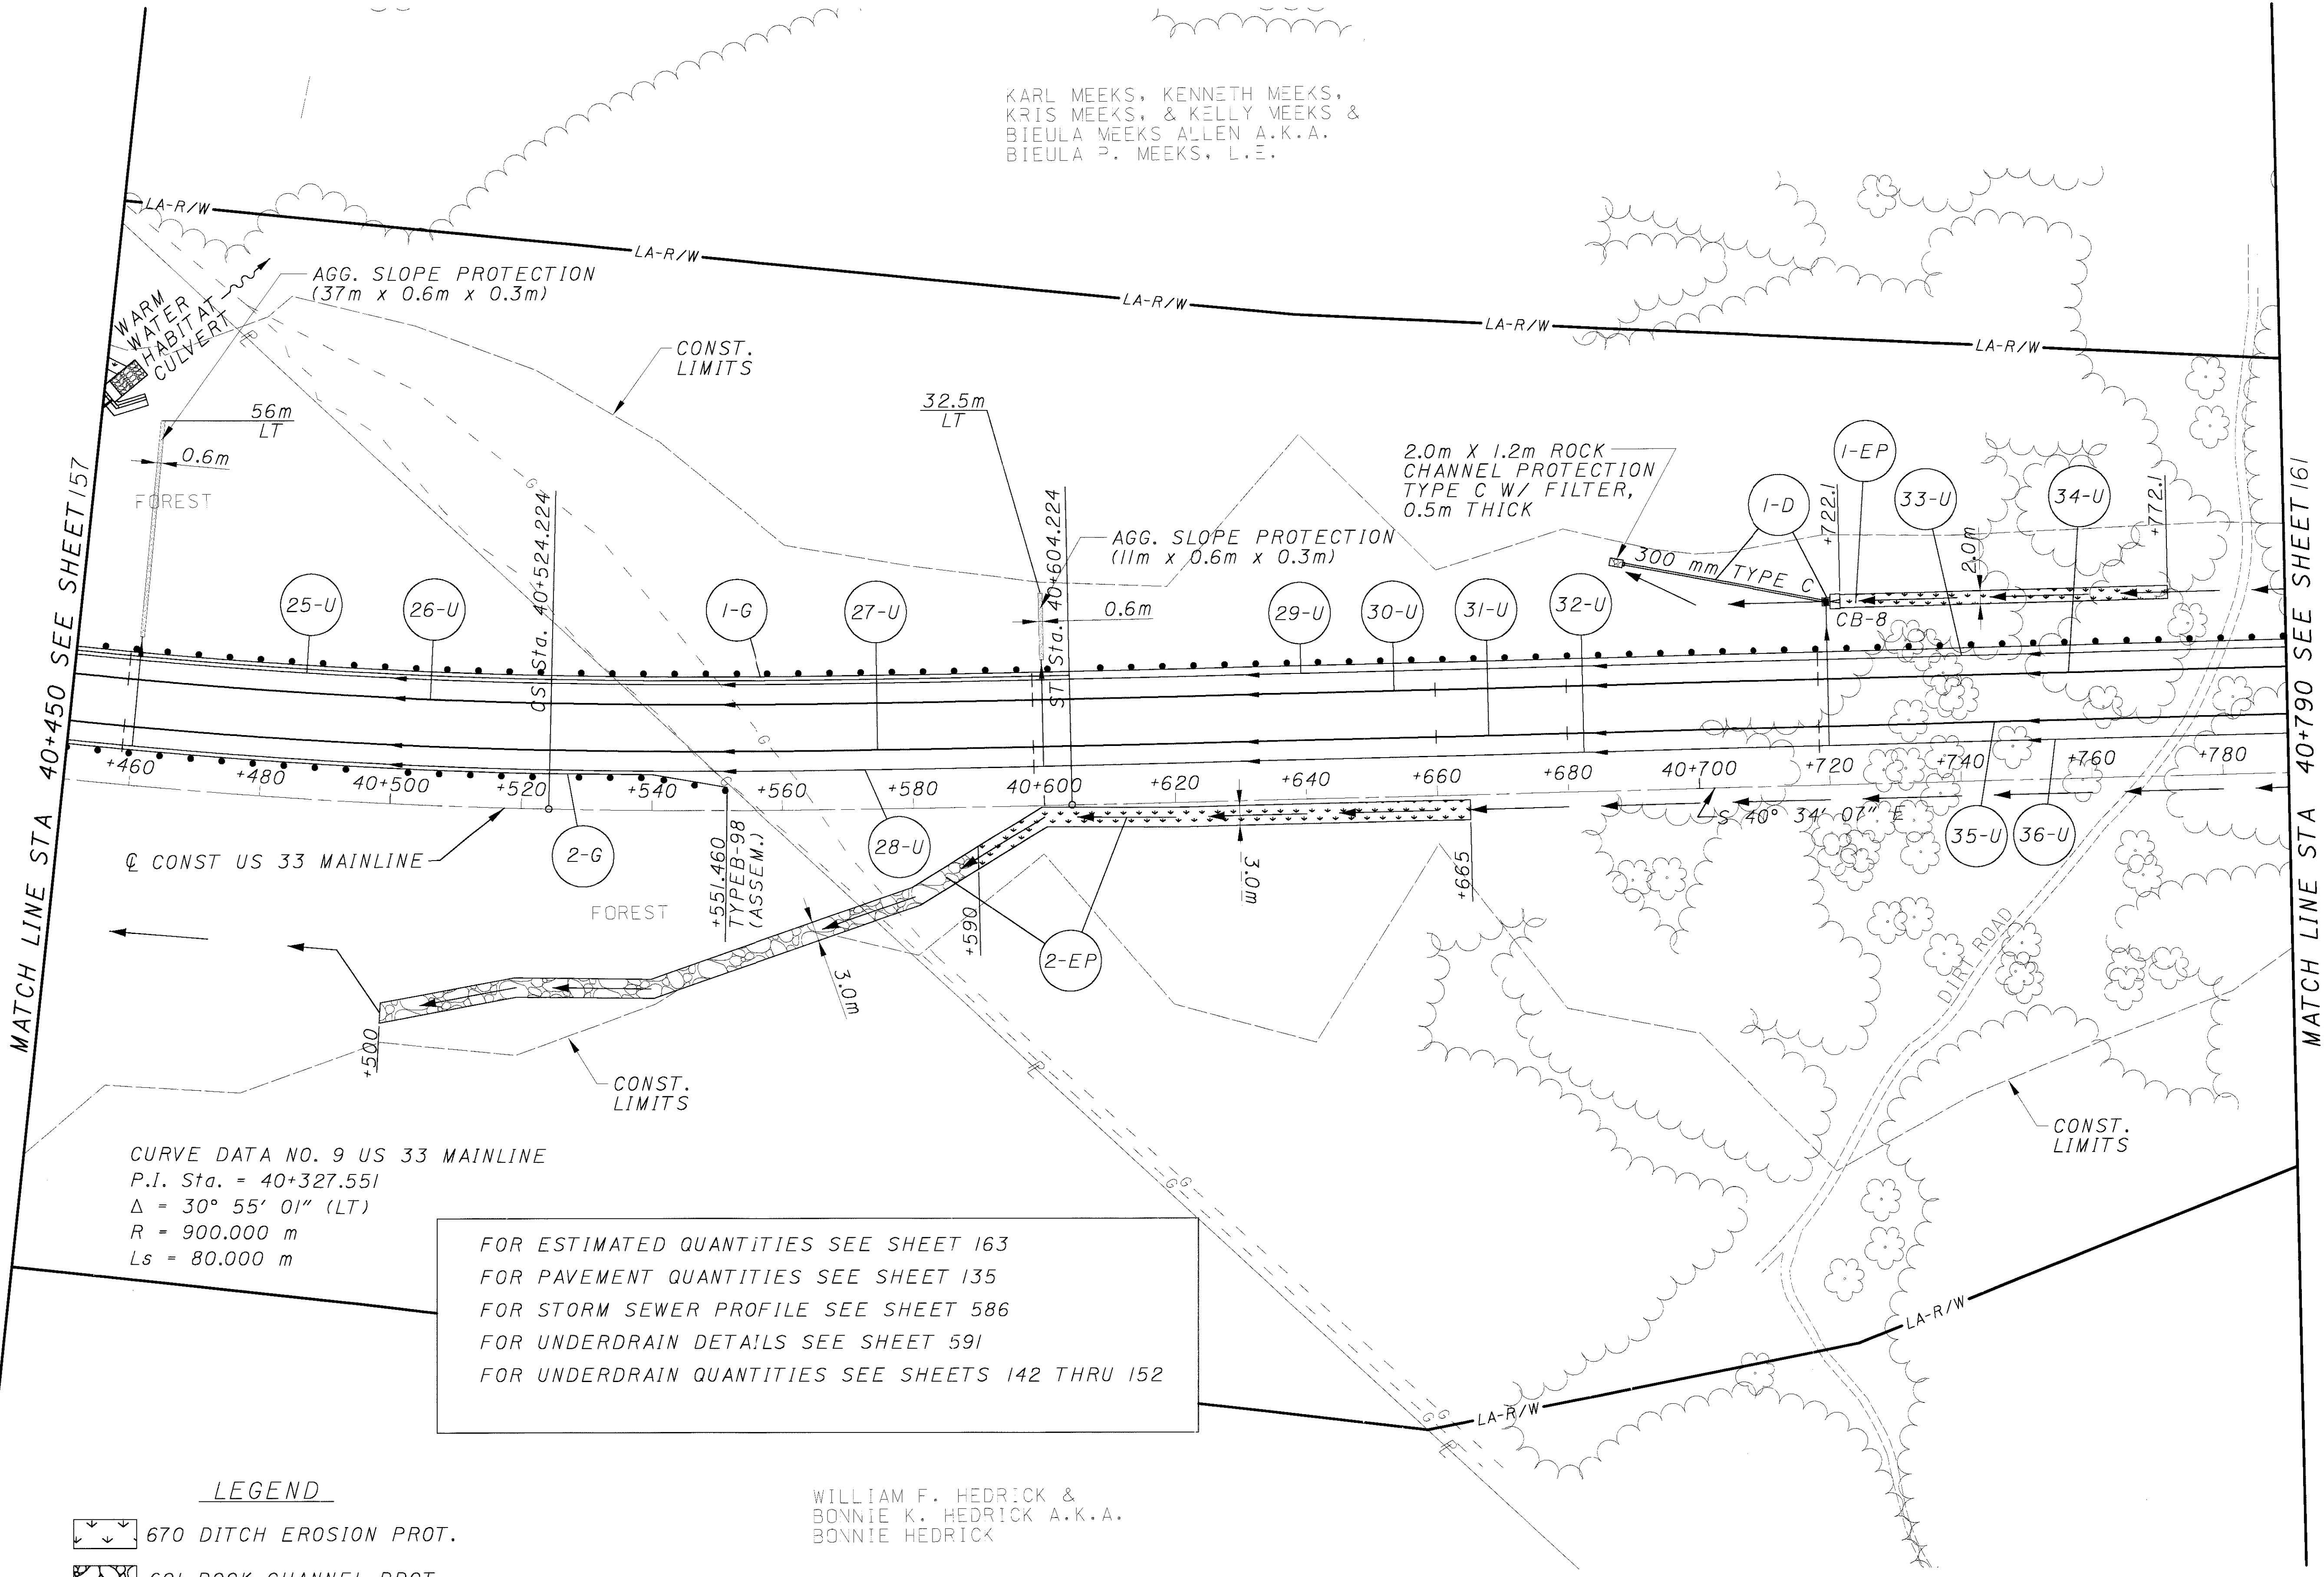 KARL MEEKS, KENNETH MEEKS,
KRIS MEEKS, & KELLY MEEKS &
BIEULA MEEKS ALLEN A.K.A.
BIEULA P. MEEKS, L.E.
LA-R/W
LA-R/W
LA-R/W
LA-R/W
LA-R/W
AGG. SLOPE PROTECTION
(37m x 0.6m x 0.3m)
WARM
WATER
HABITAT
CULVERT
PL
CONST.
LIMITS
56m
LT
0.6m
FOREST
32.5m
LT
2.0m X 1.2m ROCK
CHANNEL PROTECTION
TYPE C W/ FILTER,
0.5m THICK
AGG. SLOPE PROTECTION
(11m x 0.6m x 0.3m)
0.6m
G
G
CS Sta. 40+524.224
ST Sta. 40+604.224
1-EP
1-D
33-U
34-U
+722.1
+772.1
2.0m
300 mm TYPE C
CB-8
25-U
26-U
1-G
27-U
29-U
30-U
31-U
32-U
MATCH LINE STA 40+450 SEE SHEET 157
MATCH LINE STA 40+790 SEE SHEET 161
+460
+480
40+500
+520
+540
+560
+580
40+600
+620
+640
+660
+680
40+700
+720
+740
+760
+780
S 40° 34' 07" E
℄ CONST US 33 MAINLINE
2-G
28-U
35-U
36-U
+551.460
TYPEB-98
(ASSEM.)
FOREST
+590
2-EP
3.0m
+665
3.0m
+500
DIRT ROAD
CONST.
LIMITS
CONST.
LIMITS
PL
G
G
CURVE DATA NO. 9 US 33 MAINLINE
P.I. Sta. = 40+327.551
Δ = 30° 55' 01" (LT)
R = 900.000 m
Ls = 80.000 m
FOR ESTIMATED QUANTITIES SEE SHEET 163
FOR PAVEMENT QUANTITIES SEE SHEET 135
FOR STORM SEWER PROFILE SEE SHEET 586
FOR UNDERDRAIN DETAILS SEE SHEET 591
FOR UNDERDRAIN QUANTITIES SEE SHEETS 142 THRU 152
LA-R/W
LA-R/W
G
G
PL
LEGEND
670 DITCH EROSION PROT.
601 ROCK CHANNEL PROT.
WILLIAM F. HEDRICK &
BONNIE K. HEDRICK A.K.A.
BONNIE HEDRICK